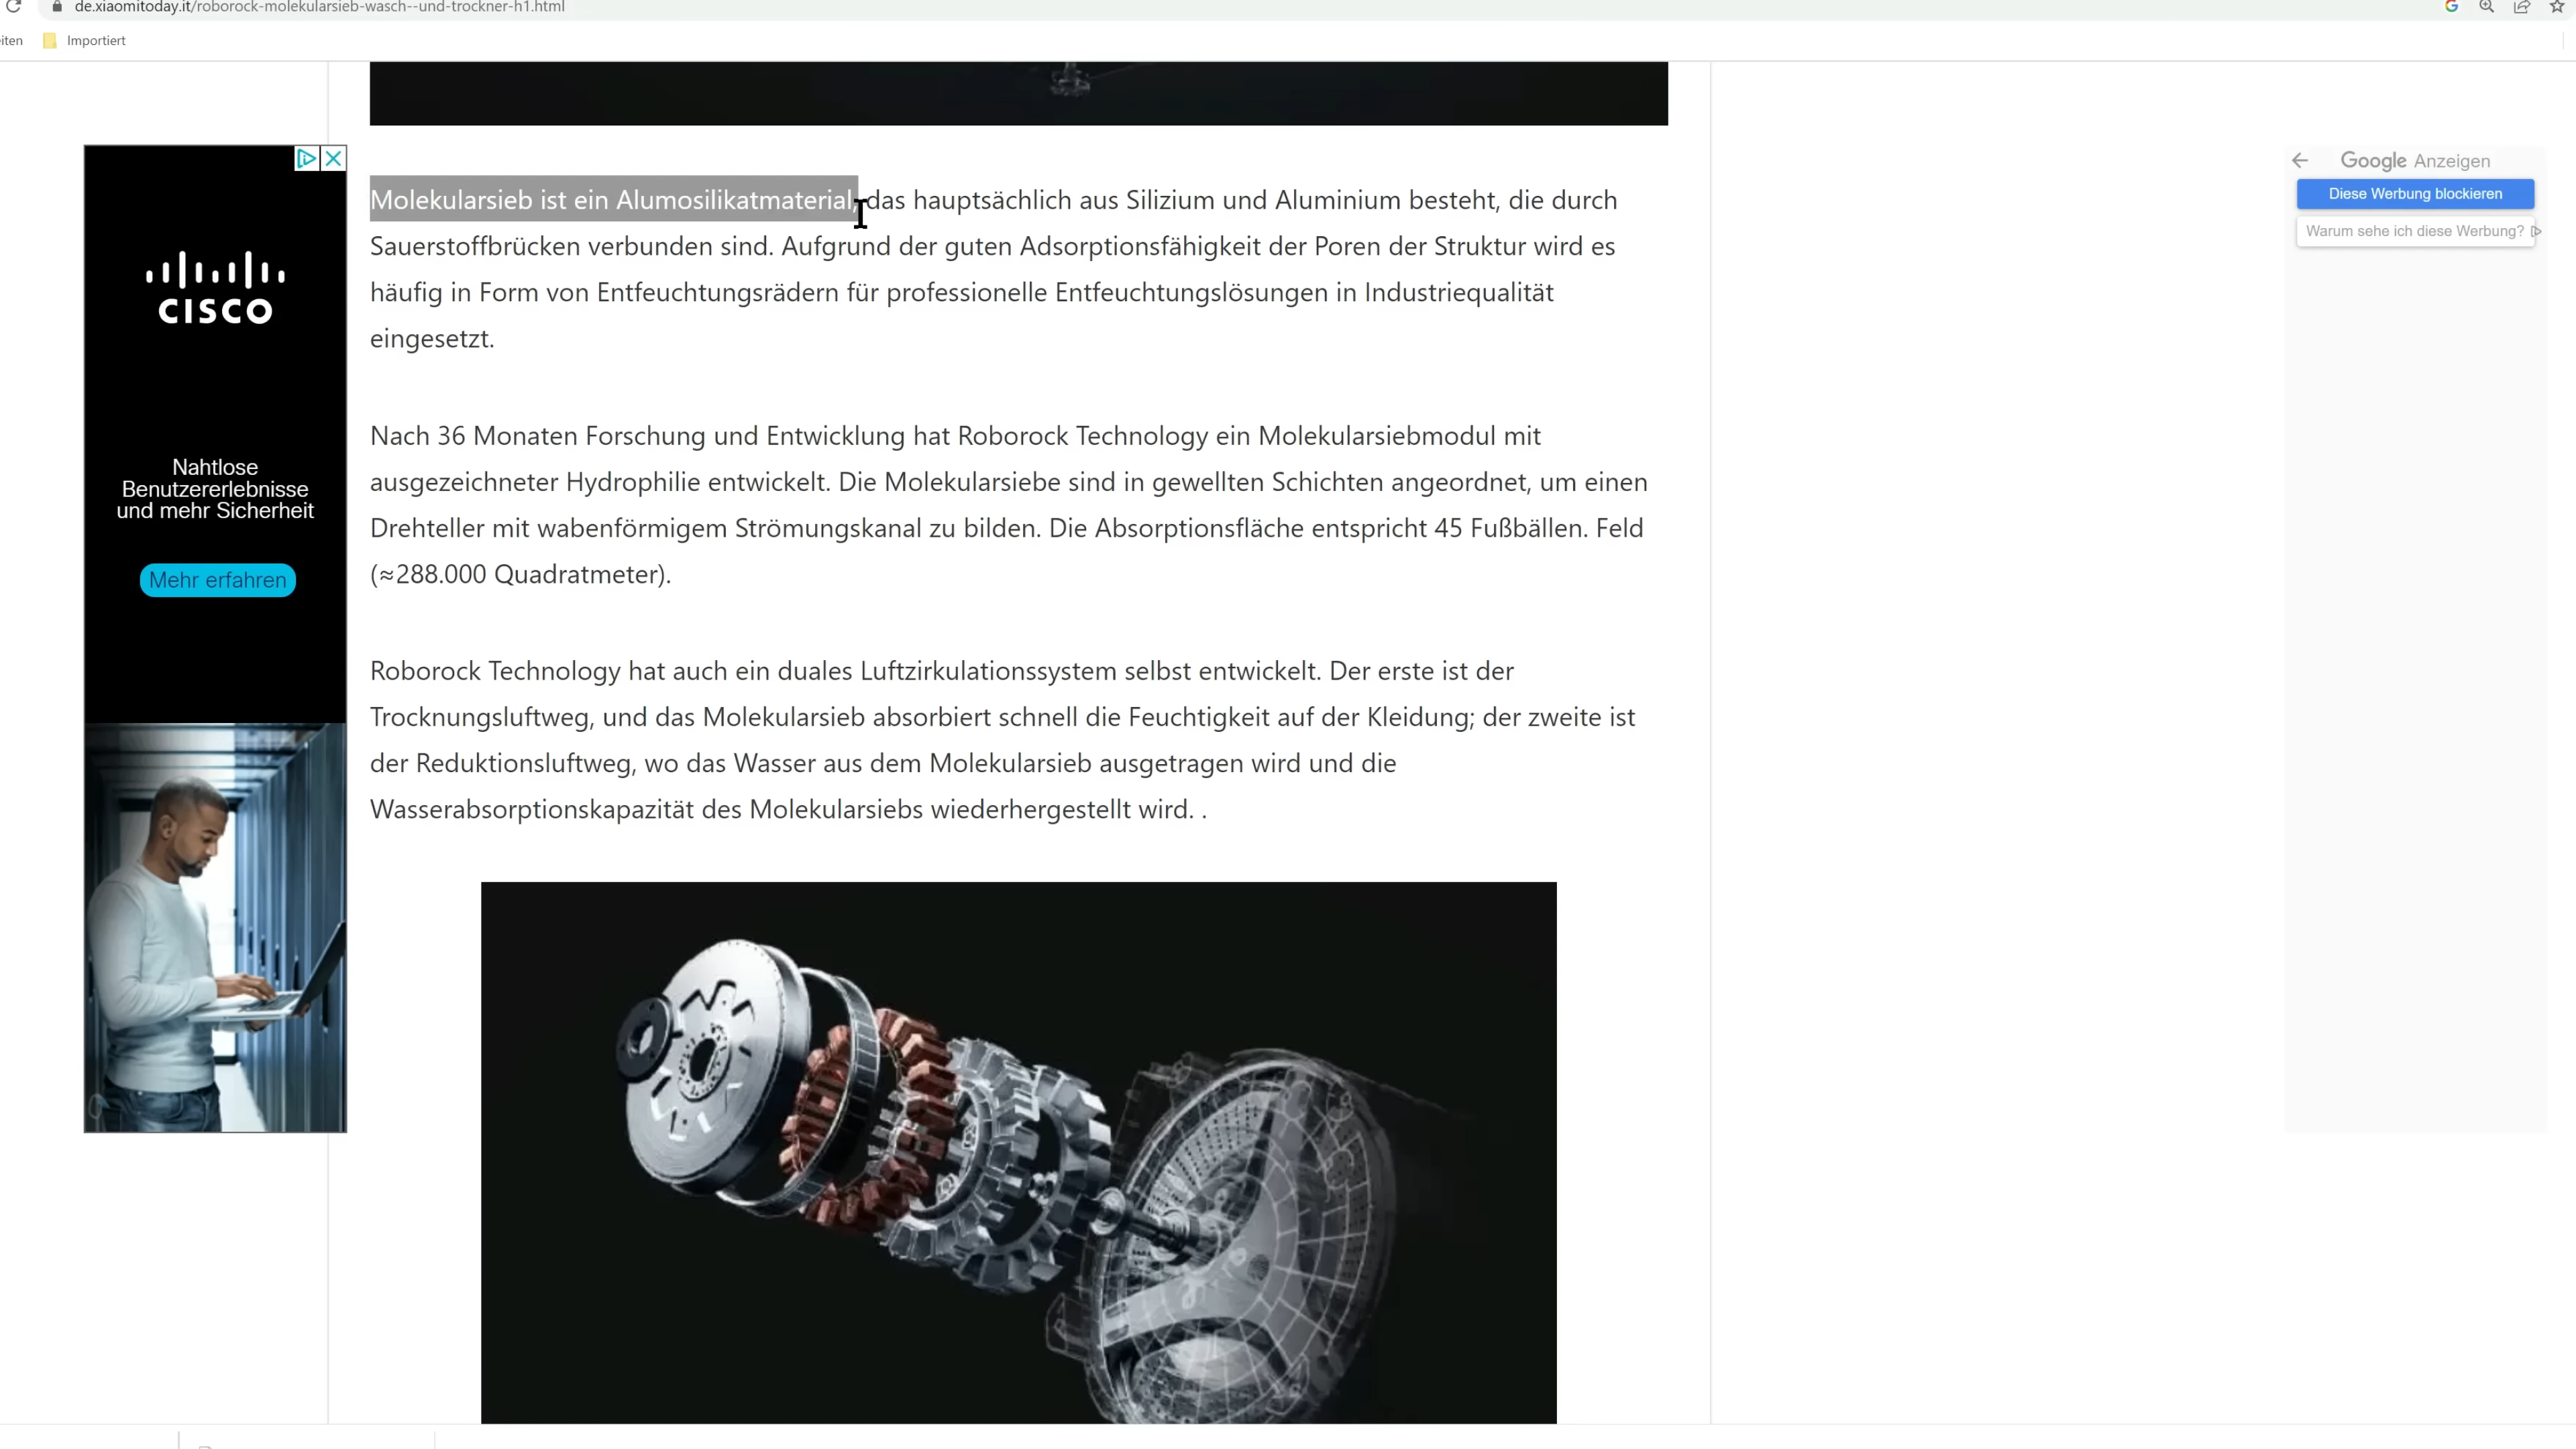 de.xiaomitoday.it/roborock-molekularsieb-wasch--und-trockner-h1.html
Importiert
CISCO
Nahtlose
Benutzererlebnisse
und mehr Sicherheit
Mehr erfahren
Molekularsieb ist ein Alumosilikatmaterial, das hauptsächlich aus Silizium und Aluminium besteht, die durch
Sauerstoffbrücken verbunden sind. Aufgrund der guten Adsorptionsfähigkeit der Poren der Struktur wird es
häufig in Form von Entfeuchtungsrädern für professionelle Entfeuchtungslösungen in Industriequalität
eingesetzt.
Nach 36 Monaten Forschung und Entwicklung hat Roborock Technology ein Molekularsiebmodul mit
ausgezeichneter Hydrophilie entwickelt. Die Molekularsiebe sind in gewellten Schichten angeordnet, um einen
Drehteller mit wabenförmigem Strömungskanal zu bilden. Die Absorptionsfläche entspricht 45 Fußbällen. Feld
(≈288.000 Quadratmeter).
Roborock Technology hat auch ein duales Luftzirkulationssystem selbst entwickelt. Der erste ist der
Trocknungsluftweg, und das Molekularsieb absorbiert schnell die Feuchtigkeit auf der Kleidung; der zweite ist
der Reduktionsluftweg, wo das Wasser aus dem Molekularsieb ausgetragen wird und die
Wasserabsorptionskapazität des Molekularsiebs wiederhergestellt wird. .
Google Anzeigen
Diese Werbung blockieren
Warum sehe ich diese Werbung?